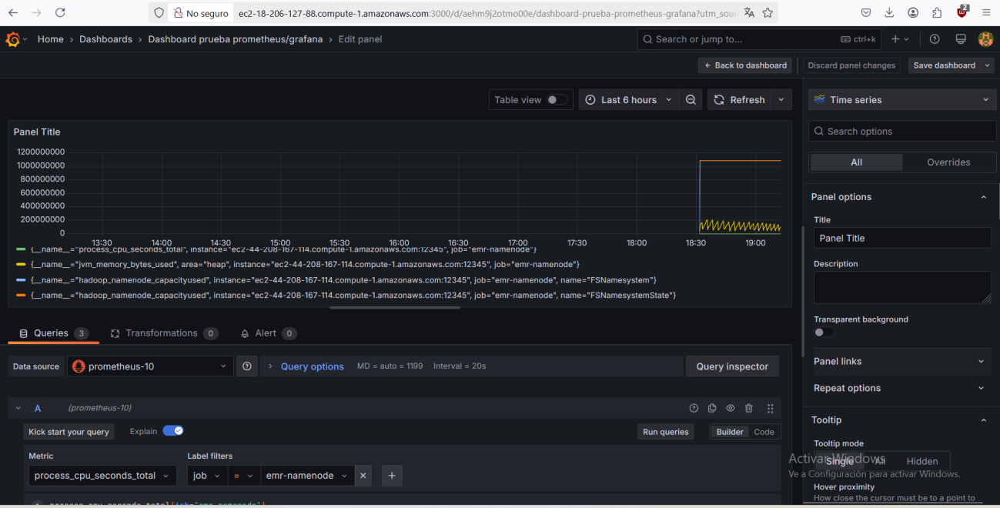 No seguro ec2-18-206-127-88.compute-1.amazonaws.com:3000/d/aehm9j2otmo00e/dashboard-prueba-prometheus-grafana?utm_sour
2
Home › Dashboards › Dashboard prueba prometheus/grafana › Edit panel
Search or jump to... ctrl+k
Back to dashboard Discard panel changes Save dashboard
Table view Last 6 hours Refresh
Time series
Panel Title
Search options
1200000000
1000000000
800000000
600000000
400000000
200000000
0
13:30 14:00 14:30 15:00 15:30 16:00 16:30 17:00 17:30 18:00 18:30 19:00
{__name__="process_cpu_seconds_total", instance="ec2-44-208-167-114.compute-1.amazonaws.com:12345", job="emr-namenode"}
{__name__="jvm_memory_bytes_used", area="heap", instance="ec2-44-208-167-114.compute-1.amazonaws.com:12345", job="emr-namenode"}
{__name__="hadoop_namenode_capacityused", instance="ec2-44-208-167-114.compute-1.amazonaws.com:12345", job="emr-namenode", name="FSNamesystem"}
{__name__="hadoop_namenode_capacityused", instance="ec2-44-208-167-114.compute-1.amazonaws.com:12345", job="emr-namenode", name="FSNamesystemState"}
All Overrides
Panel options
Title
Panel Title
Description
Transparent background
Panel links
Repeat options
Tooltip
Tooltip mode
Single All Hidden
Hover proximity
How close the cursor must be to a point to
Queries 3 Transformations 0 Alert 0
Data source prometheus-10 Query options MD = auto = 1199 Interval = 20s Query inspector
A (prometheus-10)
Kick start your query Explain Run queries Builder Code
Metric Label filters
process_cpu_seconds_total job = emr-namenode
process_cpu_seconds_total{job="emr-namenode"}
Activar Windows
Ve a Configuración para activar Windows.